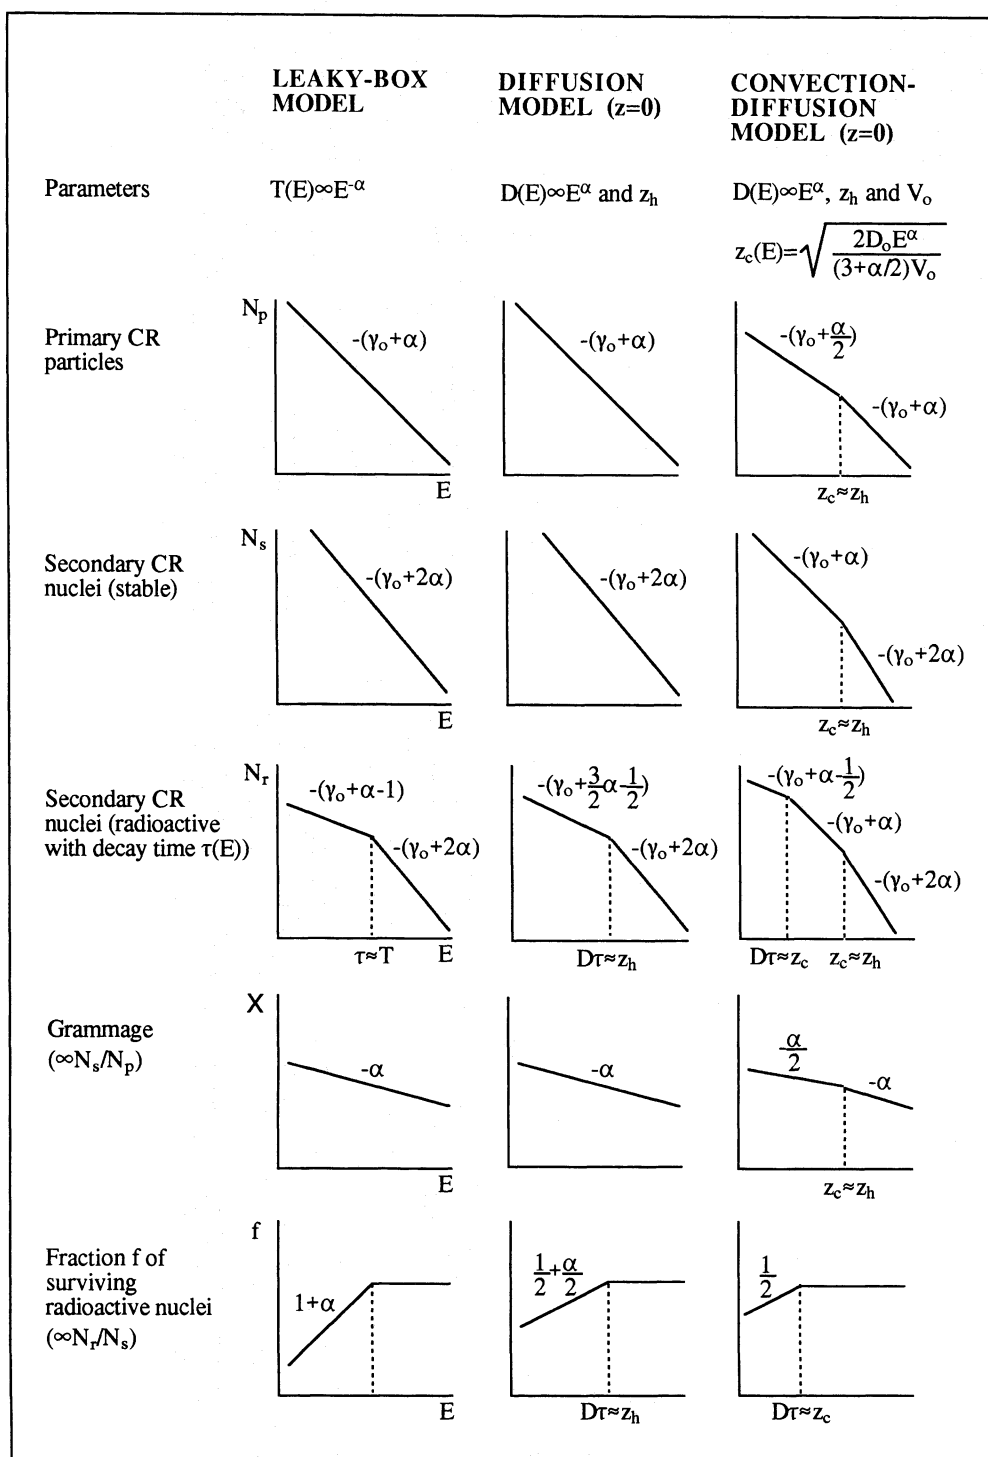 LEAKY-BOX
MODEL
DIFFUSION
MODEL (z=0)
CONVECTION-
DIFFUSION
MODEL (z=0)
Parameters
T(E)∞E^-α
D(E)∞E^α and z_h
D(E)∞E^α, z_h and V_o
z_c(E)=√(2D_oE^α/(3+α/2)V_o)
Primary CR
particles
N_p
-(γ_o+α)
E
-(γ_o+α)
-(γ_o+α/2)
-(γ_o+α)
z_c≈z_h
Secondary CR
nuclei (stable)
N_s
-(γ_o+2α)
E
-(γ_o+2α)
-(γ_o+α)
-(γ_o+2α)
z_c≈z_h
Secondary CR
nuclei (radioactive
with decay time τ(E))
N_r
-(γ_o+α-1)
-(γ_o+2α)
τ≈T
E
-(γ_o+3/2α-1/2)
-(γ_o+2α)
Dτ≈z_h
-(γ_o+α-1/2)
-(γ_o+α)
-(γ_o+2α)
Dτ≈z_c
z_c≈z_h
Grammage
(∞N_s/N_p)
X
-α
E
-α
-α/2
-α
z_c≈z_h
Fraction f of
surviving
radioactive nuclei
(∞N_r/N_s)
f
1+α
E
1/2+α/2
Dτ≈z_h
1/2
Dτ≈z_c